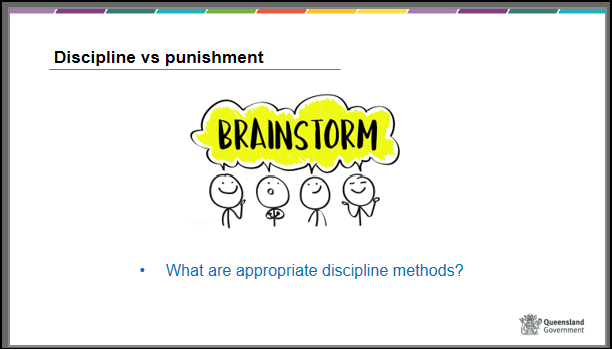 Discipline vs punishment
BRAINSTORM
• What are appropriate discipline methods?
Queensland
Government